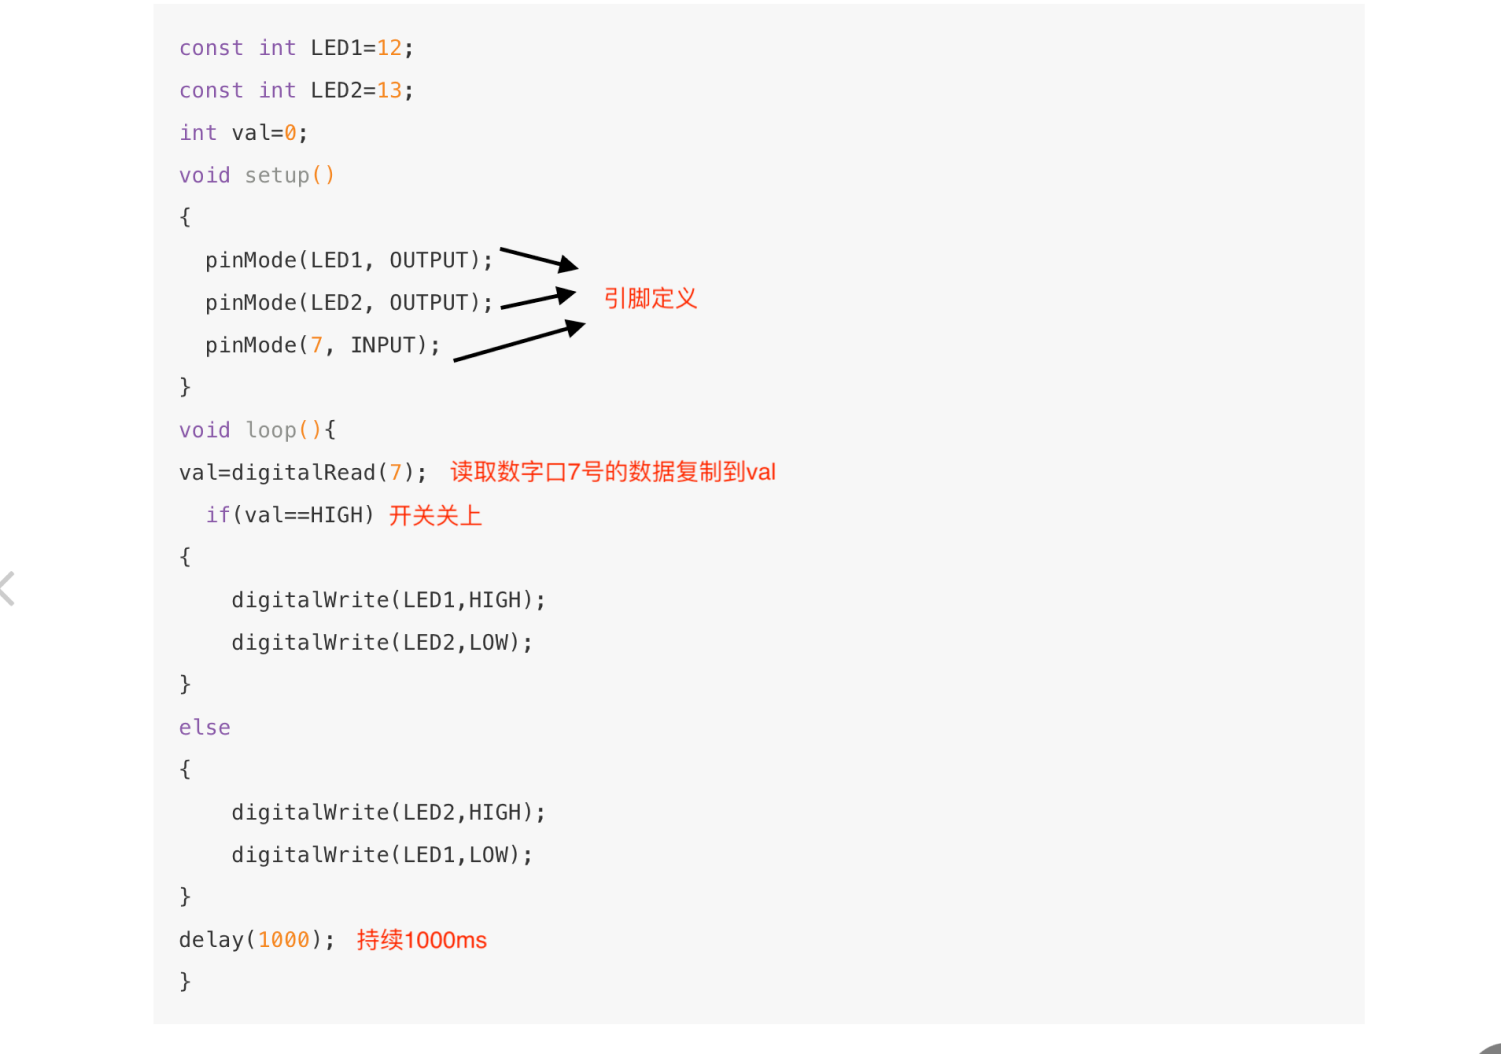 const int LED1=12;
const int LED2=13;
int val=0;
void setup()
{
pinMode(LED1, OUTPUT);
pinMode(LED2, OUTPUT); 引脚定义
pinMode(7, INPUT);
}
void loop(){
val=digitalRead(7); 读取数字口7号的数据复制到val
if(val==HIGH) 开关关上
{
digitalWrite(LED1,HIGH);
digitalWrite(LED2,LOW);
}
else
{
digitalWrite(LED2,HIGH);
digitalWrite(LED1,LOW);
}
delay(1000); 持续1000ms
}